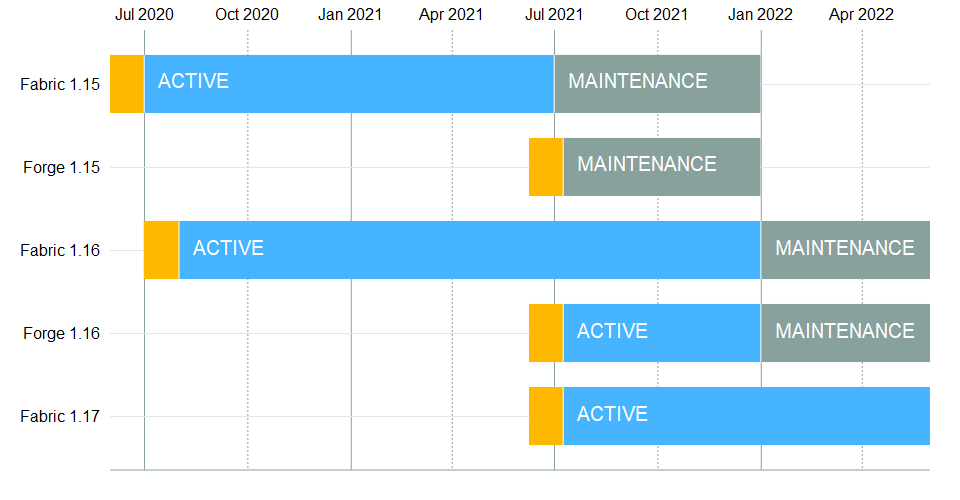 Jul 2020 Oct 2020 Jan 2021 Apr 2021 Jul 2021 Oct 2021 Jan 2022 Apr 2022
Fabric 1.15 ACTIVE MAINTENANCE
Forge 1.15 MAINTENANCE
Fabric 1.16 ACTIVE MAINTENANCE
Forge 1.16 ACTIVE MAINTENANCE
Fabric 1.17 ACTIVE